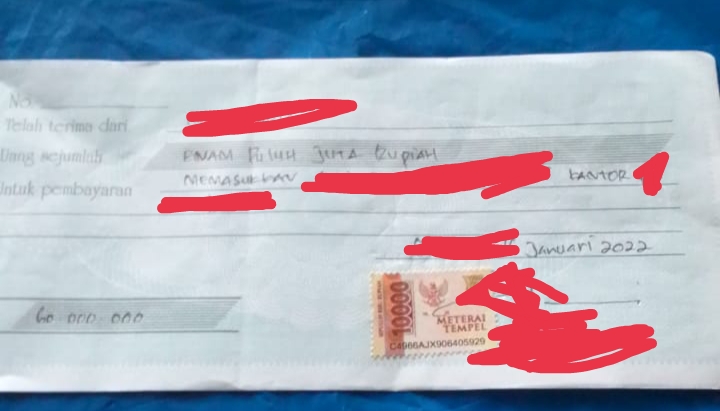 No.
Telah terima dari
Uang sejumlah ENAM PULUH JUTA RUPIAH
Untuk pembayaran MEMASUKKAN KANTOR
Januari 2022
10000
METERAI
TEMPEL
C4966AJX906405929
60.000.000